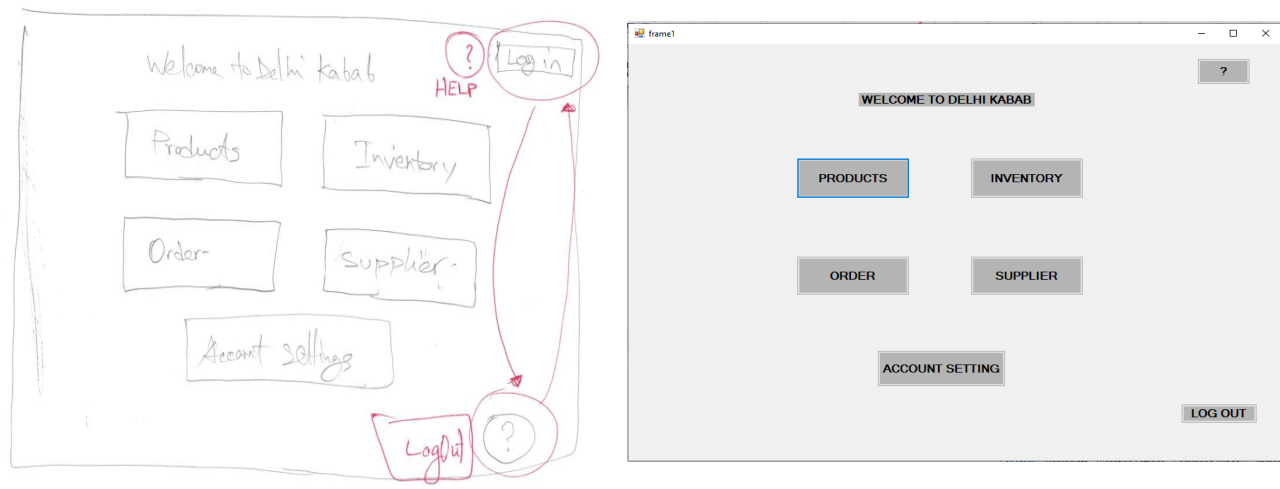 Welcome to Delhi Kabab
?
HELP
Log in
Products
Inventory
Order
Supplier
Account Settings
LogOut
?
frame1
?
WELCOME TO DELHI KABAB
PRODUCTS
INVENTORY
ORDER
SUPPLIER
ACCOUNT SETTING
LOG OUT